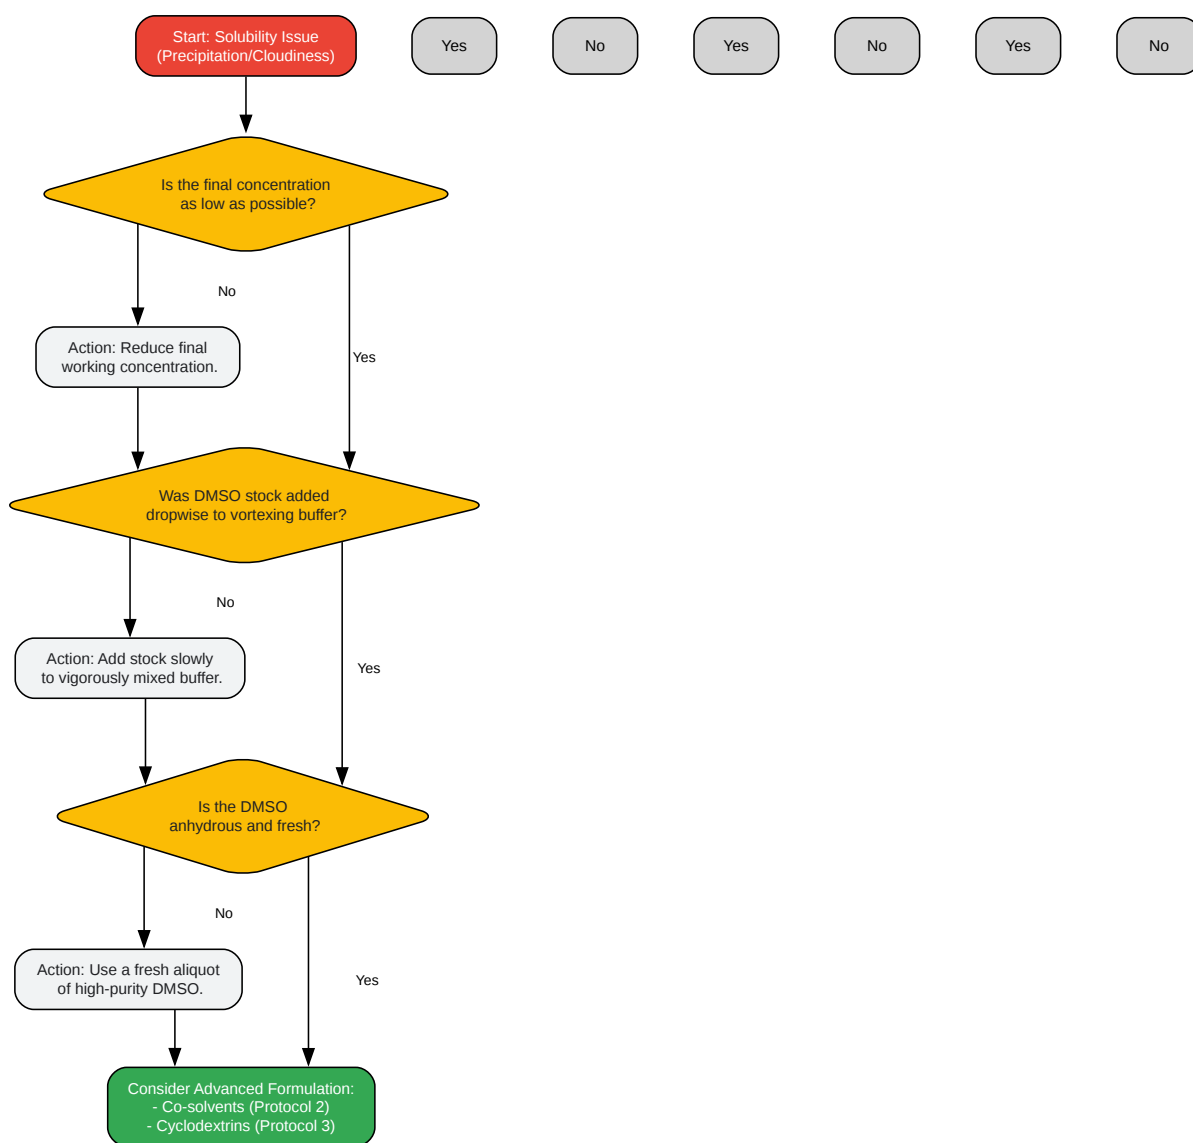 Start: Solubility Issue
(Precipitation/Cloudiness)
Yes
No
Yes
No
Yes
No
Is the final concentration
as low as possible?
No
Action: Reduce final
working concentration.
Yes
Was DMSO stock added
dropwise to vortexing buffer?
No
Action: Add stock slowly
to vigorously mixed buffer.
Yes
Is the DMSO
anhydrous and fresh?
No
Action: Use a fresh aliquot
of high-purity DMSO.
Yes
Consider Advanced Formulation:
- Co-solvents (Protocol 2)
- Cyclodextrins (Protocol 3)